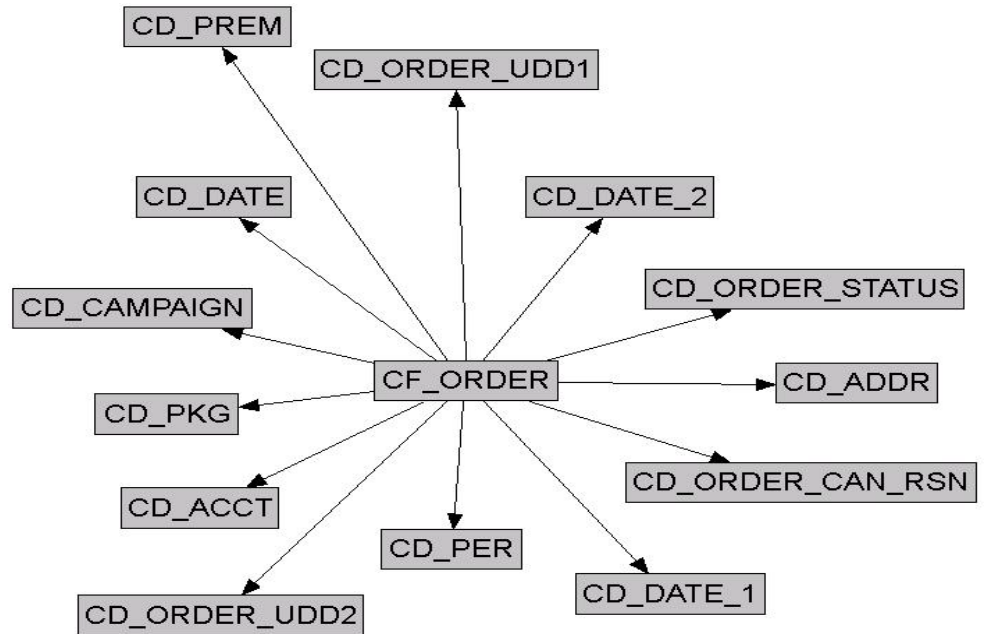 CD_PREM
CD_ORDER_UDD1
CD_DATE
CD_DATE_2
CD_ORDER_STATUS
CD_CAMPAIGN
CF_ORDER
CD_ADDR
CD_PKG
CD_ORDER_CAN_RSN
CD_ACCT
CD_PER
CD_DATE_1
CD_ORDER_UDD2